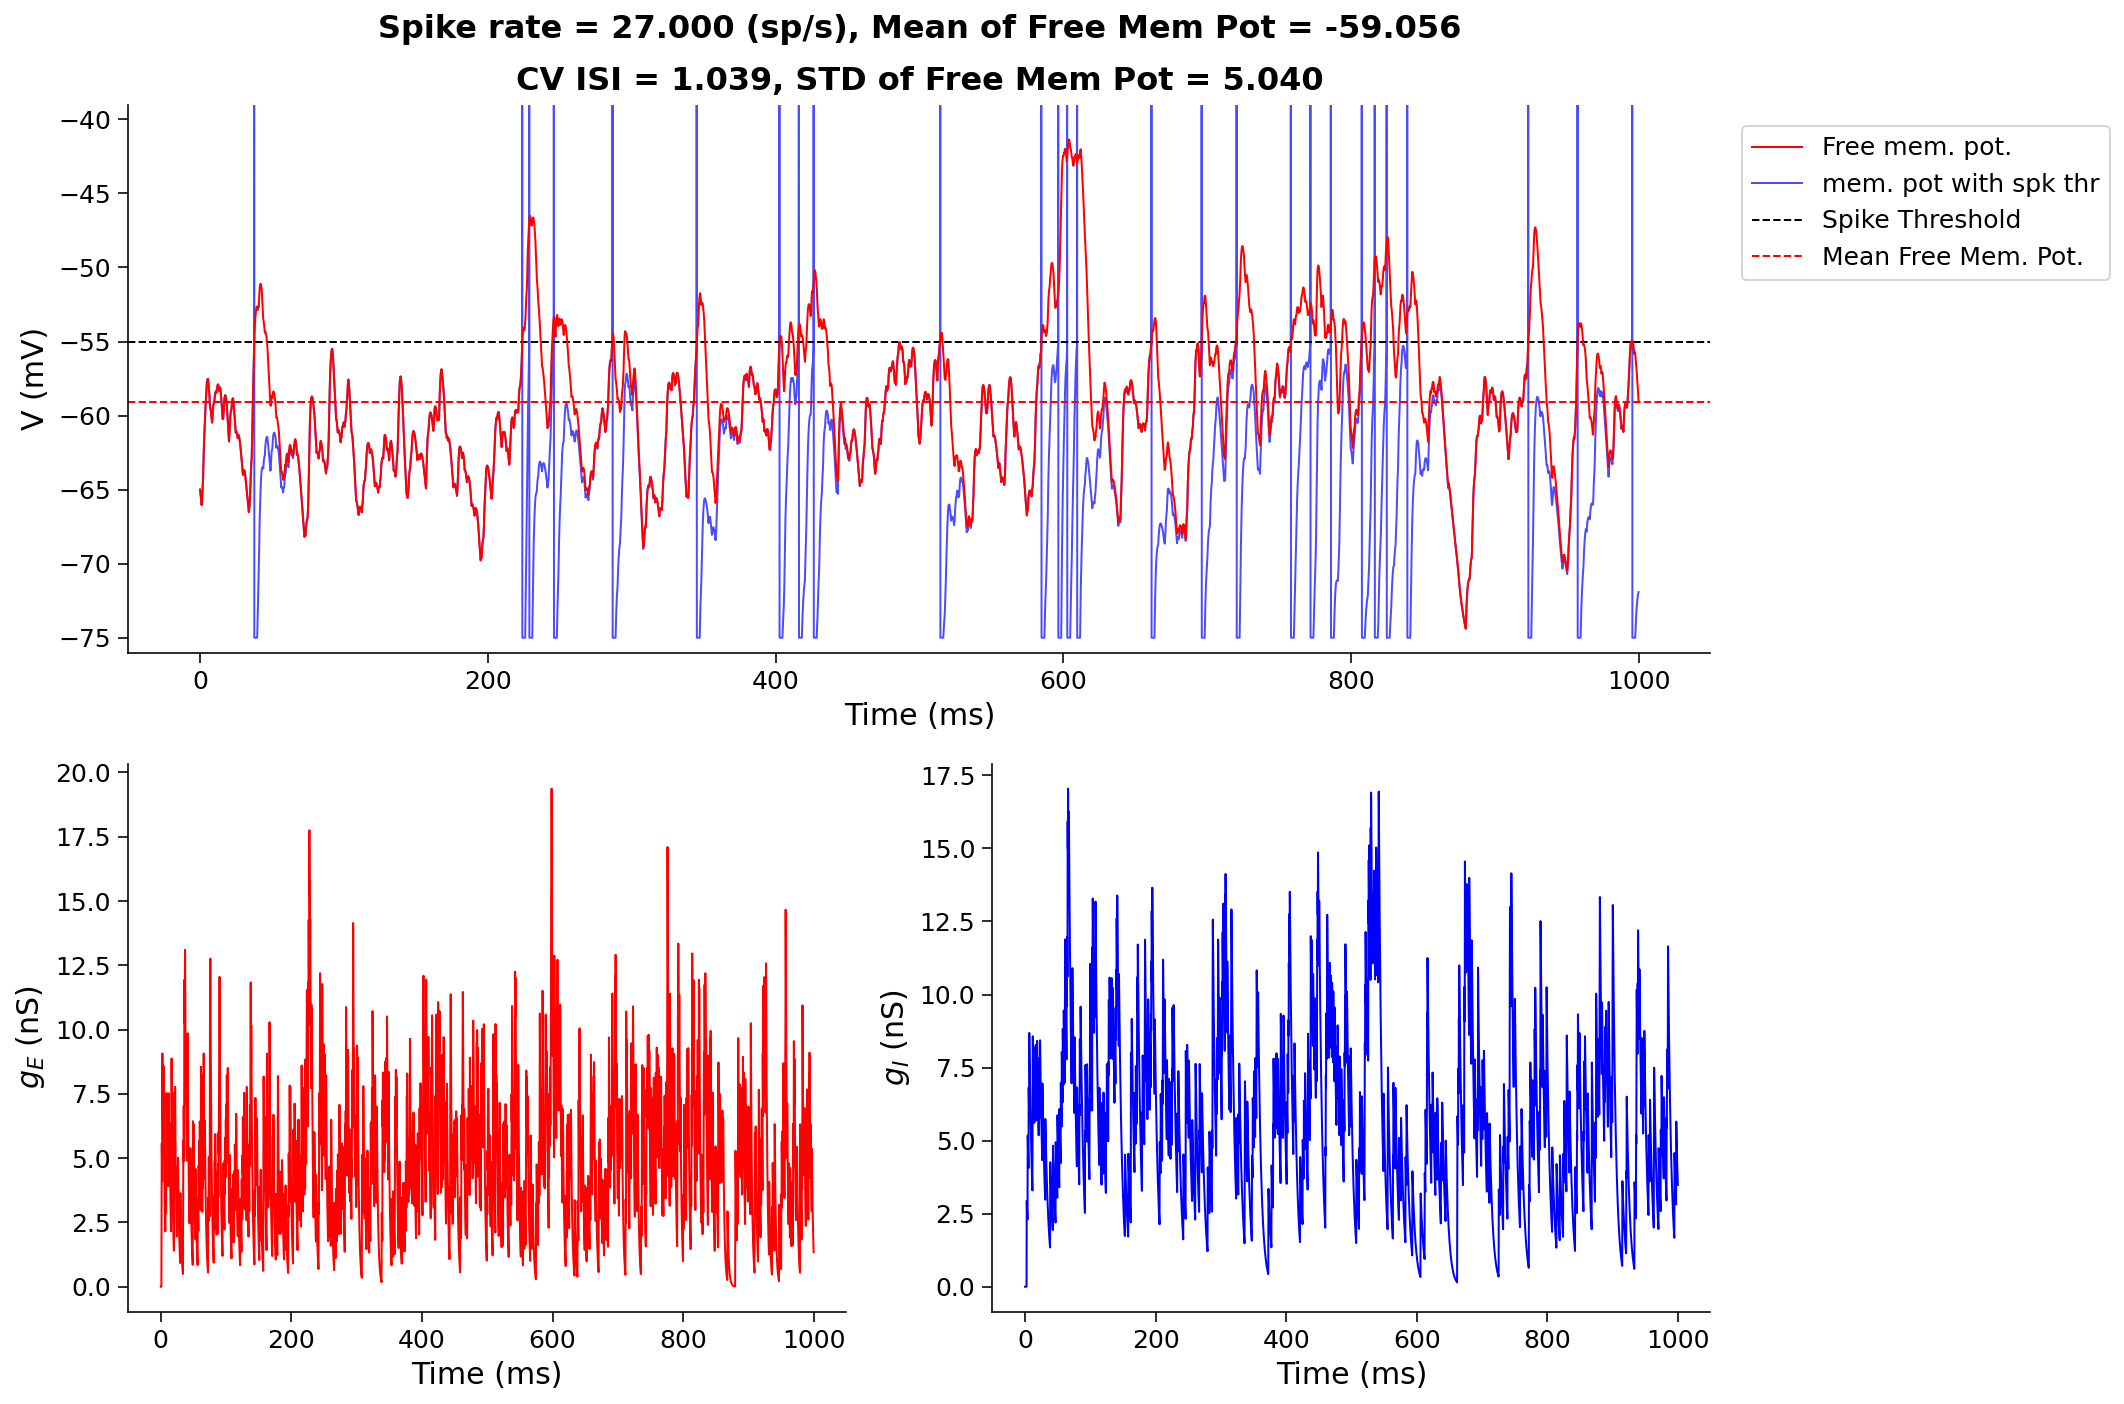 Spike rate = 27.000 (sp/s), Mean of Free Mem Pot = -59.056
CV ISI = 1.039, STD of Free Mem Pot = 5.040
−40
−45
−50
−55
−60
−65
−70
−75
V (mV)
0 200 400 600 800 1000
Time (ms)
Free mem. pot.
mem. pot with spk thr
Spike Threshold
Mean Free Mem. Pot.
20.0
17.5
15.0
12.5
10.0
7.5
5.0
2.5
0.0
g_E (nS)
0 200 400 600 800 1000
Time (ms)
17.5
15.0
12.5
10.0
7.5
5.0
2.5
0.0
g_I (nS)
0 200 400 600 800 1000
Time (ms)